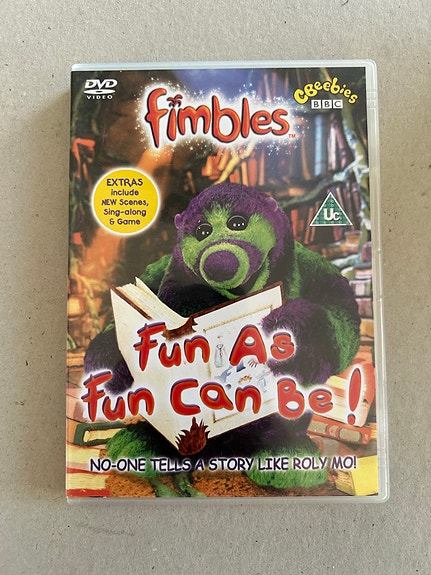 DVD
VIDEO
fimbles™
CBeebies
BBC
EXTRAS
include
NEW Scenes,
Sing-along
& Game
Uc
Fun As
Fun Can Be!
NO-ONE TELLS A STORY LIKE ROLY MO!